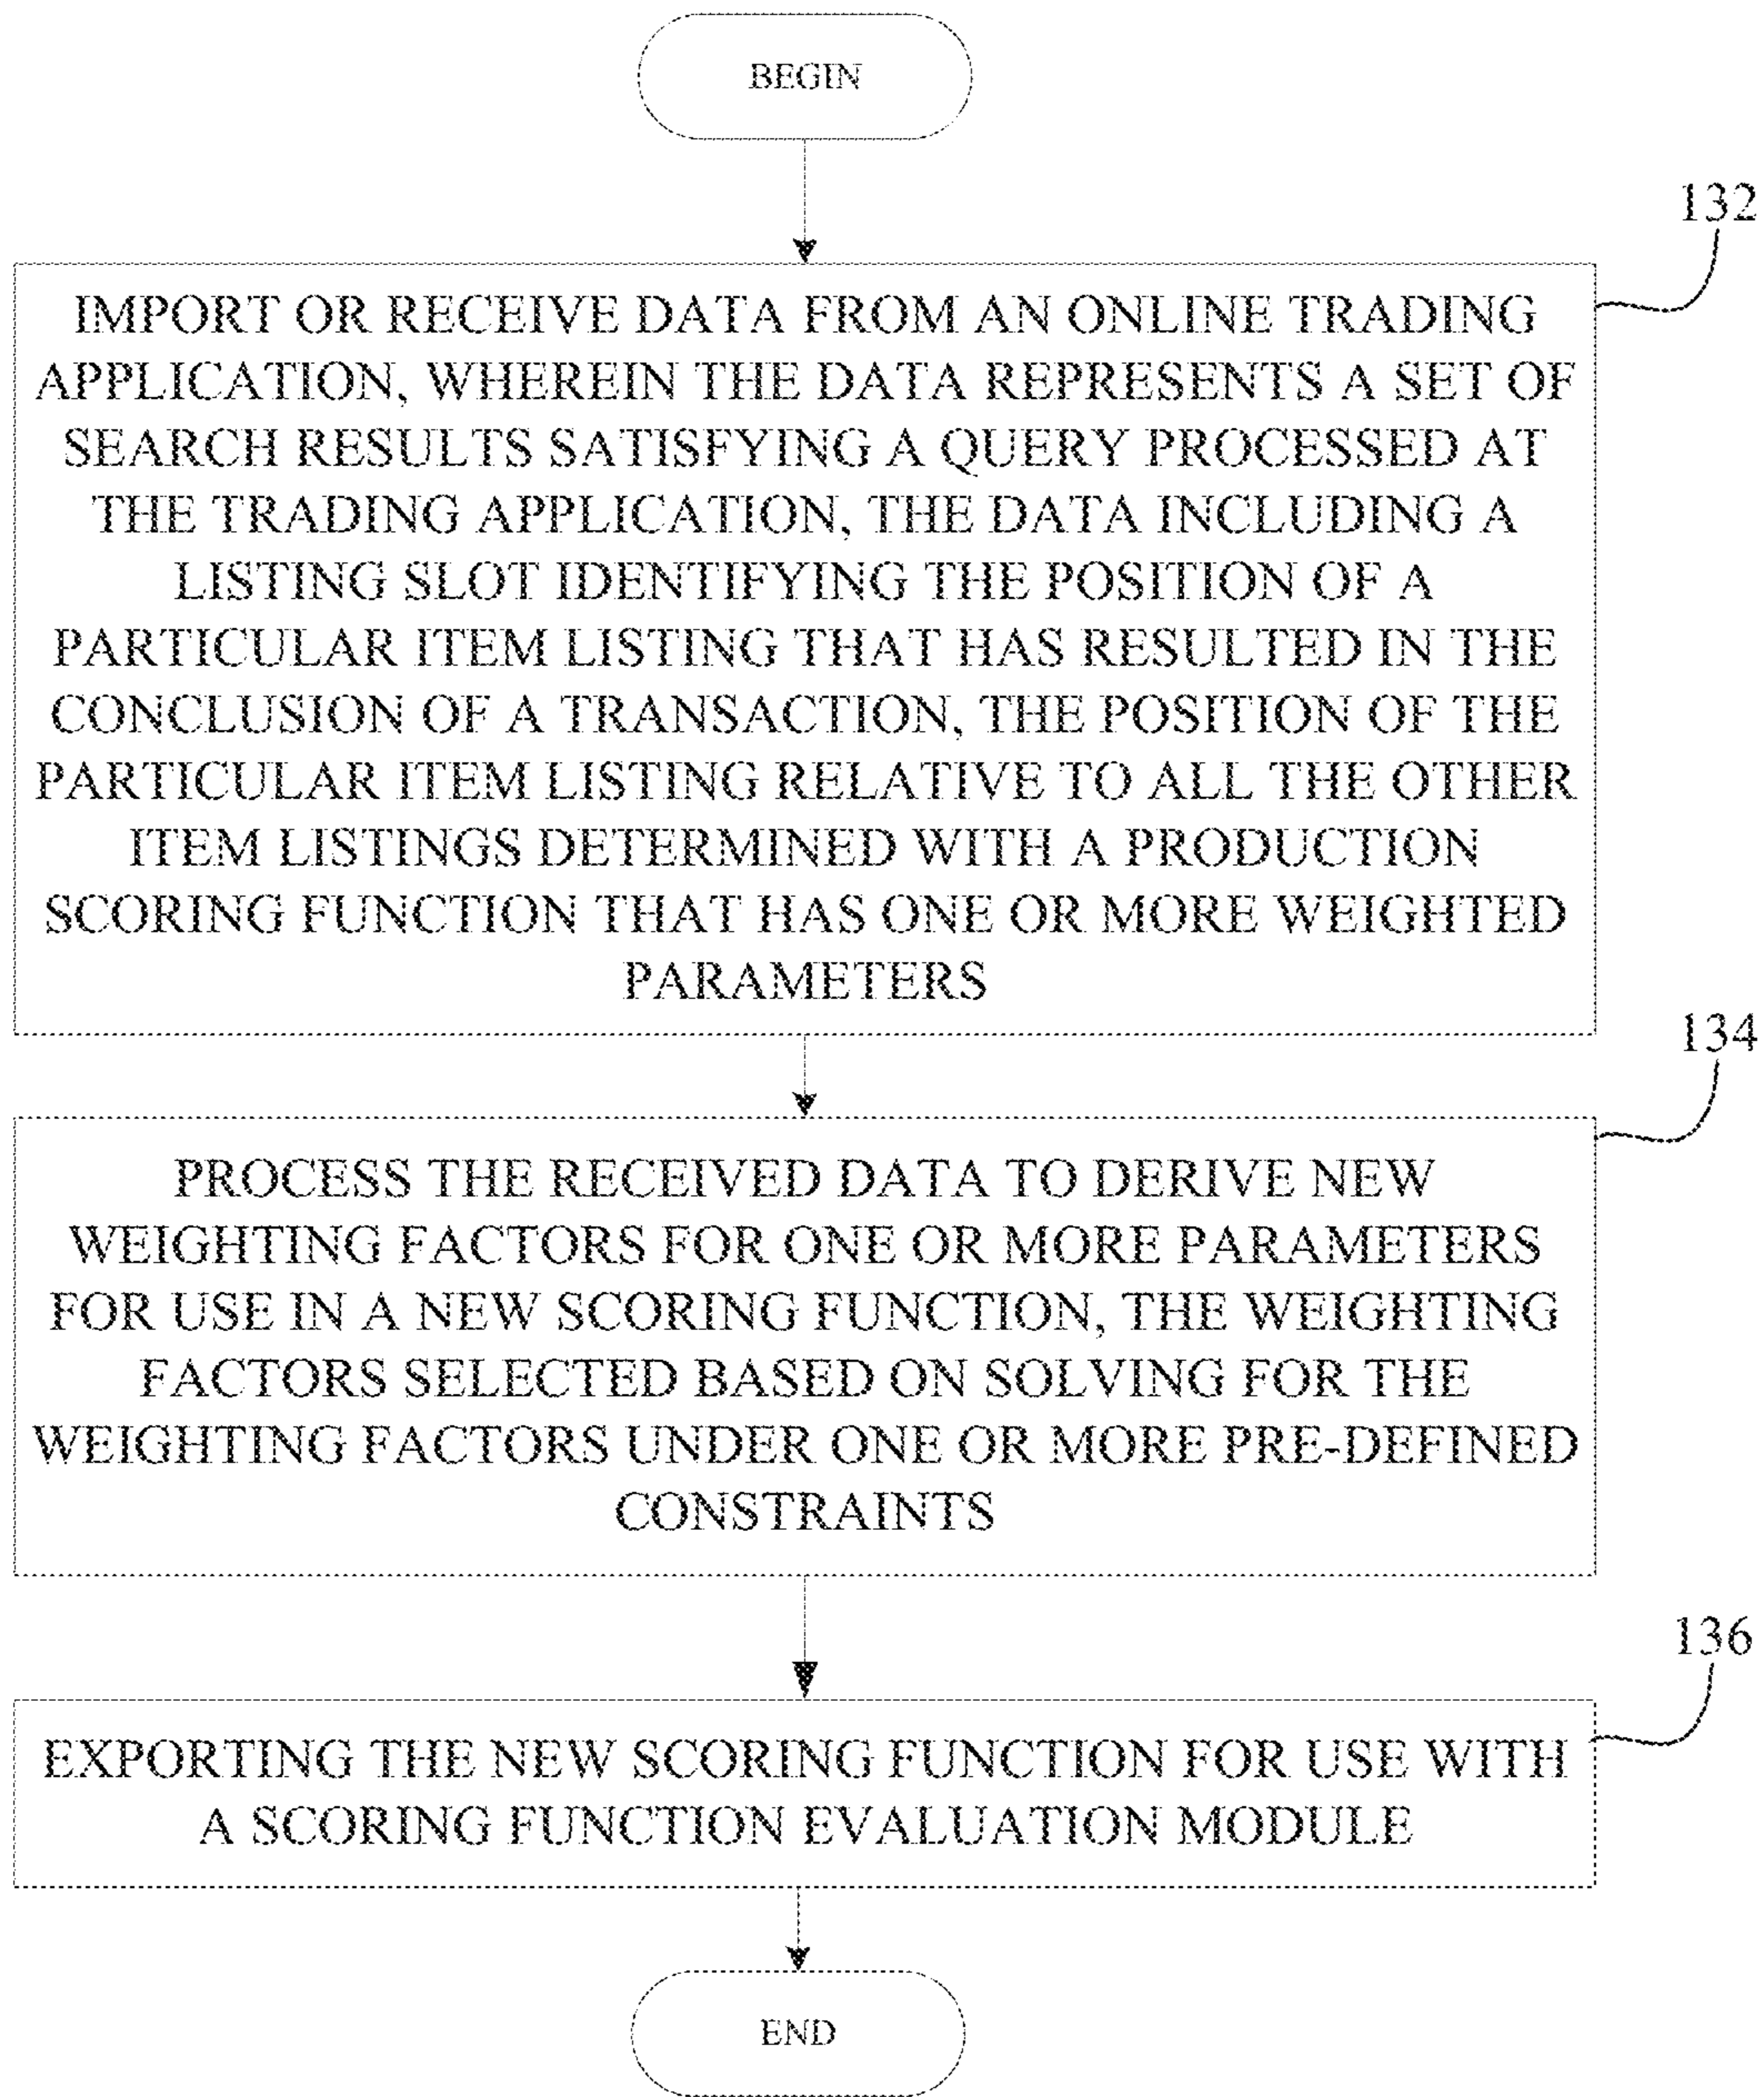 BEGIN
132
IMPORT OR RECEIVE DATA FROM AN ONLINE TRADING
APPLICATION, WHEREIN THE DATA REPRESENTS A SET OF
SEARCH RESULTS SATISFYING A QUERY PROCESSED AT
THE TRADING APPLICATION, THE DATA INCLUDING A
LISTING SLOT IDENTIFYING THE POSITION OF A
PARTICULAR ITEM LISTING THAT HAS RESULTED IN THE
CONCLUSION OF A TRANSACTION, THE POSITION OF THE
PARTICULAR ITEM LISTING RELATIVE TO ALL THE OTHER
ITEM LISTINGS DETERMINED WITH A PRODUCTION
SCORING FUNCTION THAT HAS ONE OR MORE WEIGHTED
PARAMETERS
134
PROCESS THE RECEIVED DATA TO DERIVE NEW
WEIGHTING FACTORS FOR ONE OR MORE PARAMETERS
FOR USE IN A NEW SCORING FUNCTION, THE WEIGHTING
FACTORS SELECTED BASED ON SOLVING FOR THE
WEIGHTING FACTORS UNDER ONE OR MORE PRE-DEFINED
CONSTRAINTS
136
EXPORTING THE NEW SCORING FUNCTION FOR USE WITH
A SCORING FUNCTION EVALUATION MODULE
END